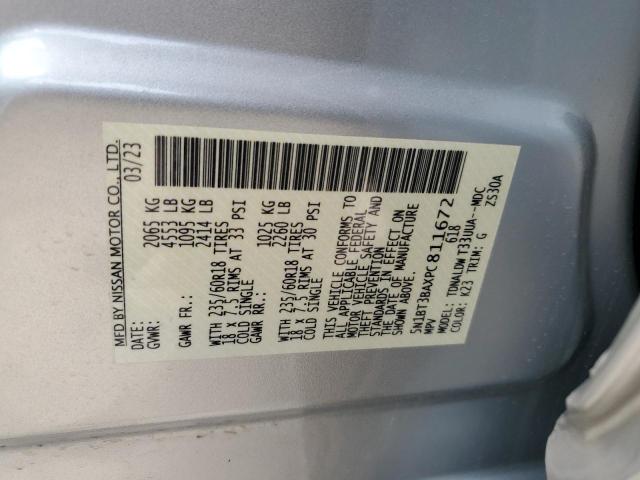 MFD BY NISSAN MOTOR CO., LTD.
DATE: 03/23
GVWR: 2065 KG
4553 LB
GAWR FR.: 1095 KG
2414 LB
WITH 235/60R18 TIRES
18 X 7.5 RIMS AT 33 PSI
COLD SINGLE
GAWR RR.: 1025 KG
2260 LB
WITH 235/60R18 TIRES
18 X 7.5 RIMS AT 30 PSI
COLD SINGLE
THIS VEHICLE CONFORMS TO
ALL APPLICABLE FEDERAL
MOTOR VEHICLE SAFETY AND
THEFT PREVENTION
STANDARDS IN EFFECT ON
THE DATE OF MANUFACTURE
SHOWN ABOVE.
5N1BT3BAXPC811672
MPV 618
MODEL: TDNALDW T33UUA--MDC
COLOR: K23 TRIM: G ZS30A